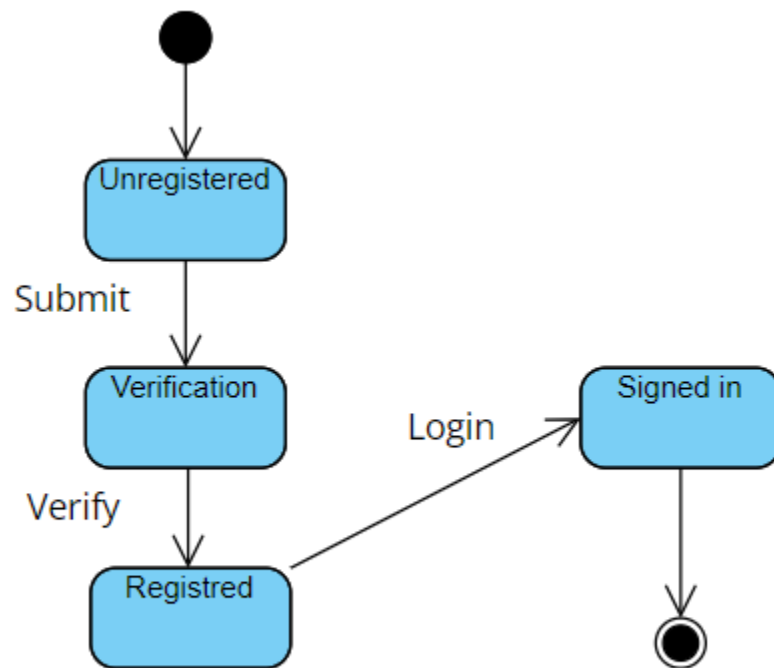 Unregistered
Submit
Verification
Signed in
Login
Verify
Registred